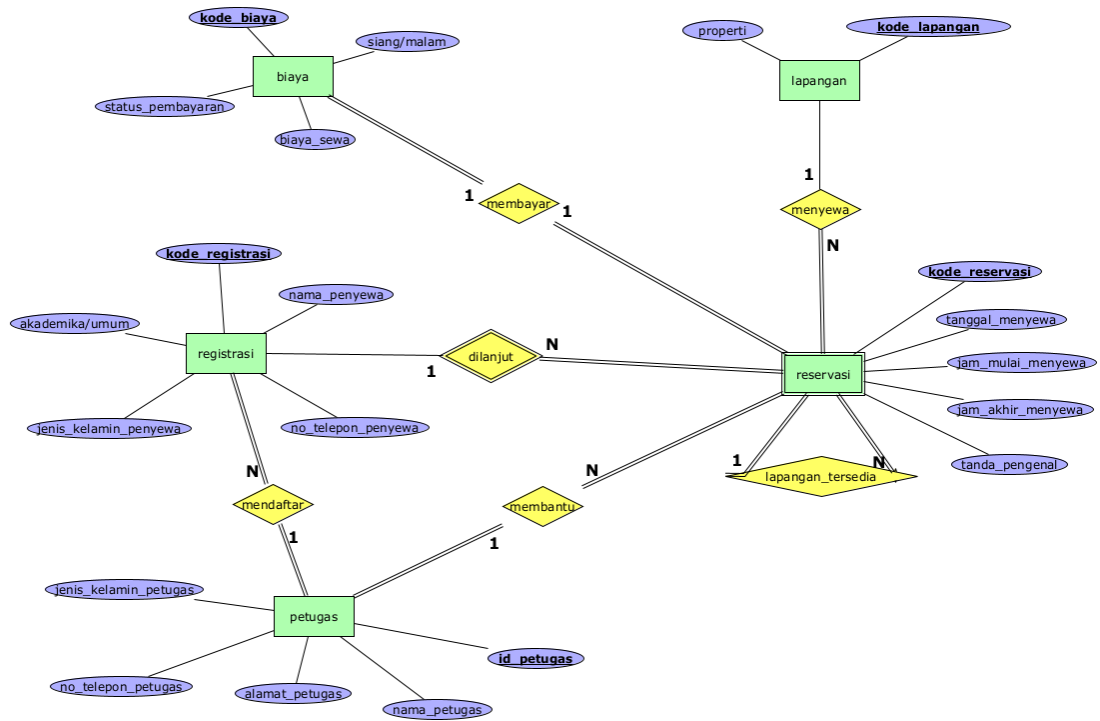 kode_biaya
siang/malam
biaya
status_pembayaran
biaya_sewa
properti
kode_lapangan
lapangan
1
membayar
1
1
menyewa
N
kode_registrasi
nama_penyewa
akademika/umum
registrasi
jenis_kelamin_penyewa
no_telepon_penyewa
1
dilanjut
N
kode_reservasi
tanggal_menyewa
jam_mulai_menyewa
reservasi
jam_akhir_menyewa
tanda_pengenal
1
N
lapangan_tersedia
N
mendaftar
1
N
membantu
1
jenis_kelamin_petugas
petugas
id_petugas
no_telepon_petugas
alamat_petugas
nama_petugas